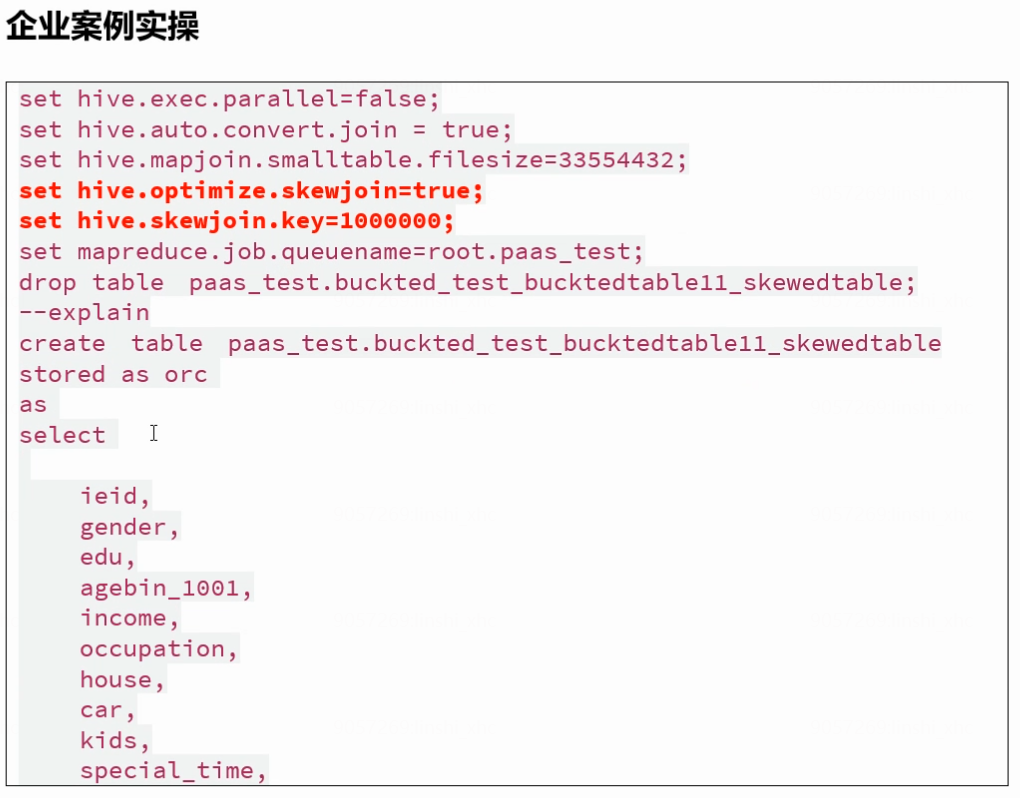 企业案例实操
set hive.exec.parallel=false;
set hive.auto.convert.join = true;
set hive.mapjoin.smalltable.filesize=33554432;
set hive.optimize.skewjoin=true;
set hive.skewjoin.key=1000000;
set mapreduce.job.queuename=root.paas_test;
drop table  paas_test.buckted_test_bucktedtable11_skewedtable;
--explain
create  table  paas_test.buckted_test_bucktedtable11_skewedtable
stored as orc
as
select
ieid,
gender,
edu,
agebin_1001,
income,
occupation,
house,
car,
kids,
special_time,